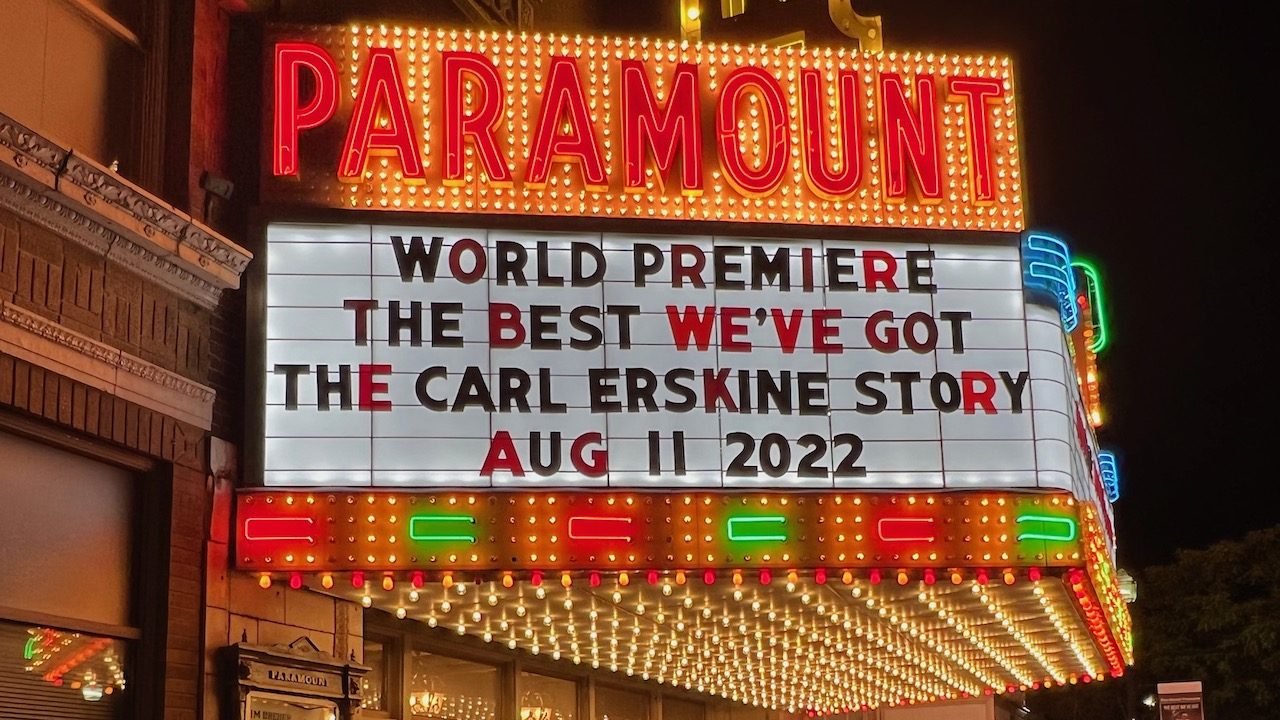 PARAMOUNT
WORLD PREMIERE
THE BEST WE'VE GOT
THE CARL ERSKINE STORY
AUG 11 2022
PARAMOUNT